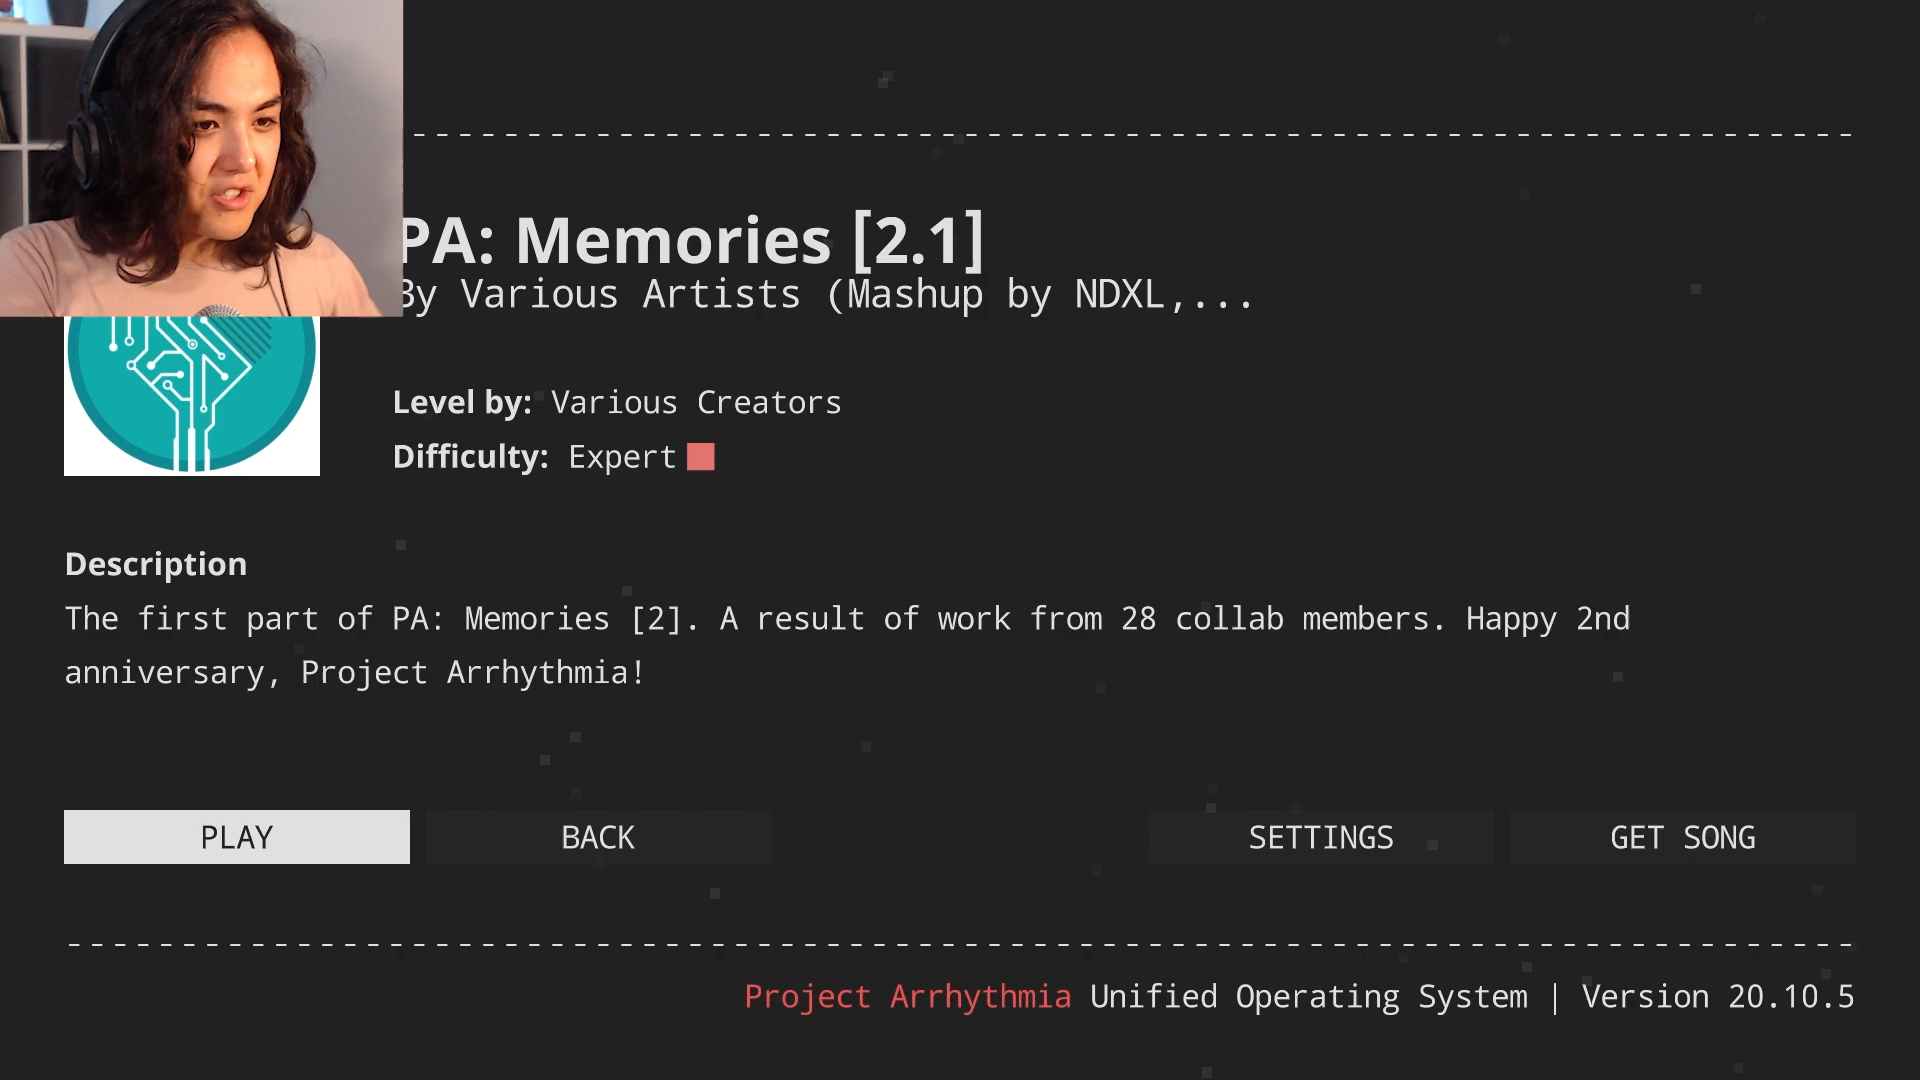 PA: Memories [2.1]
By Various Artists (Mashup by NDXL,...
Level by: Various Creators
Difficulty: Expert
Description
The first part of PA: Memories [2]. A result of work from 28 collab members. Happy 2nd
anniversary, Project Arrhythmia!
PLAY
BACK
SETTINGS
GET SONG
Project Arrhythmia Unified Operating System | Version 20.10.5